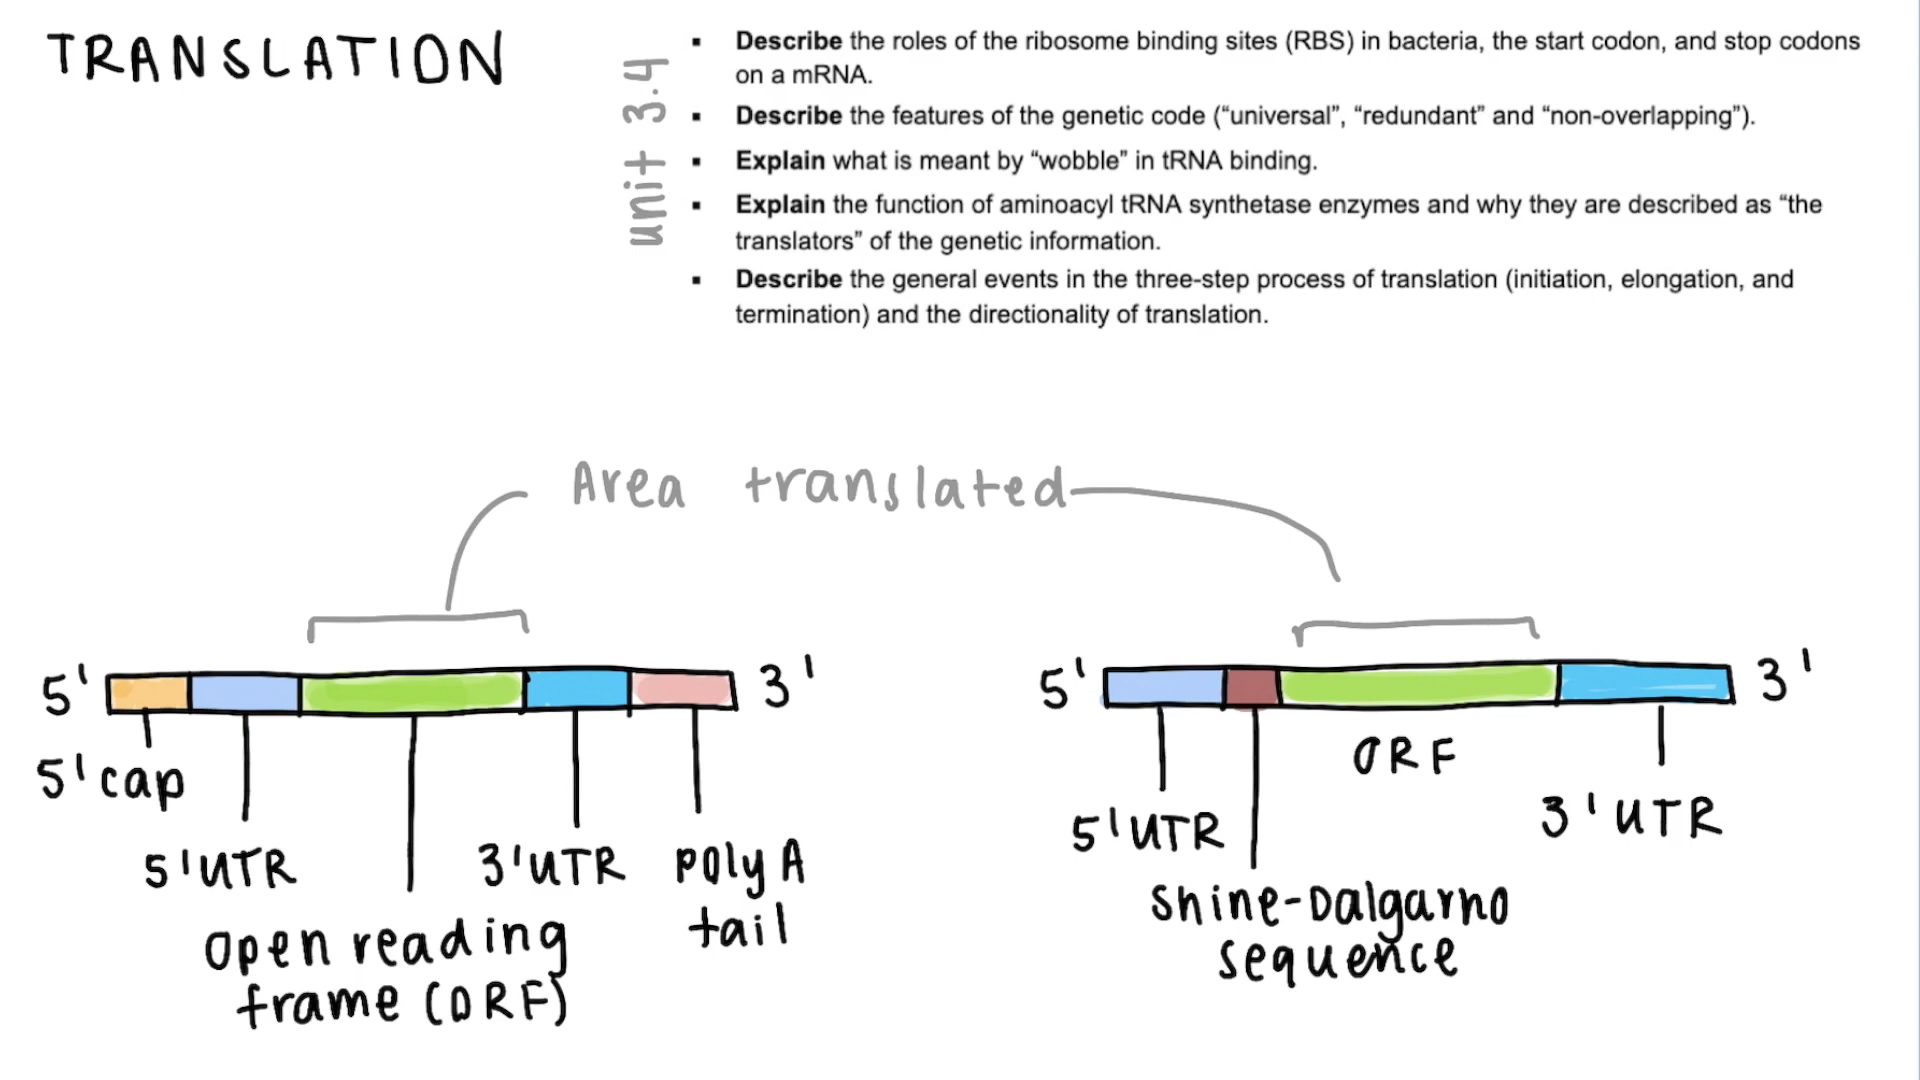 TRANSLATION
unit 3.4
▪ Describe the roles of the ribosome binding sites (RBS) in bacteria, the start codon, and stop codons
on a mRNA.
▪ Describe the features of the genetic code (“universal”, “redundant” and “non-overlapping”).
▪ Explain what is meant by “wobble” in tRNA binding.
▪ Explain the function of aminoacyl tRNA synthetase enzymes and why they are described as “the
translators” of the genetic information.
▪ Describe the general events in the three-step process of translation (initiation, elongation, and
termination) and the directionality of translation.
Area translated
5' 3'
5'cap
5'UTR
open reading
frame (ORF)
3'UTR
poly A
tail
5' 3'
5'UTR
Shine-Dalgarno
sequence
ORF
3'UTR